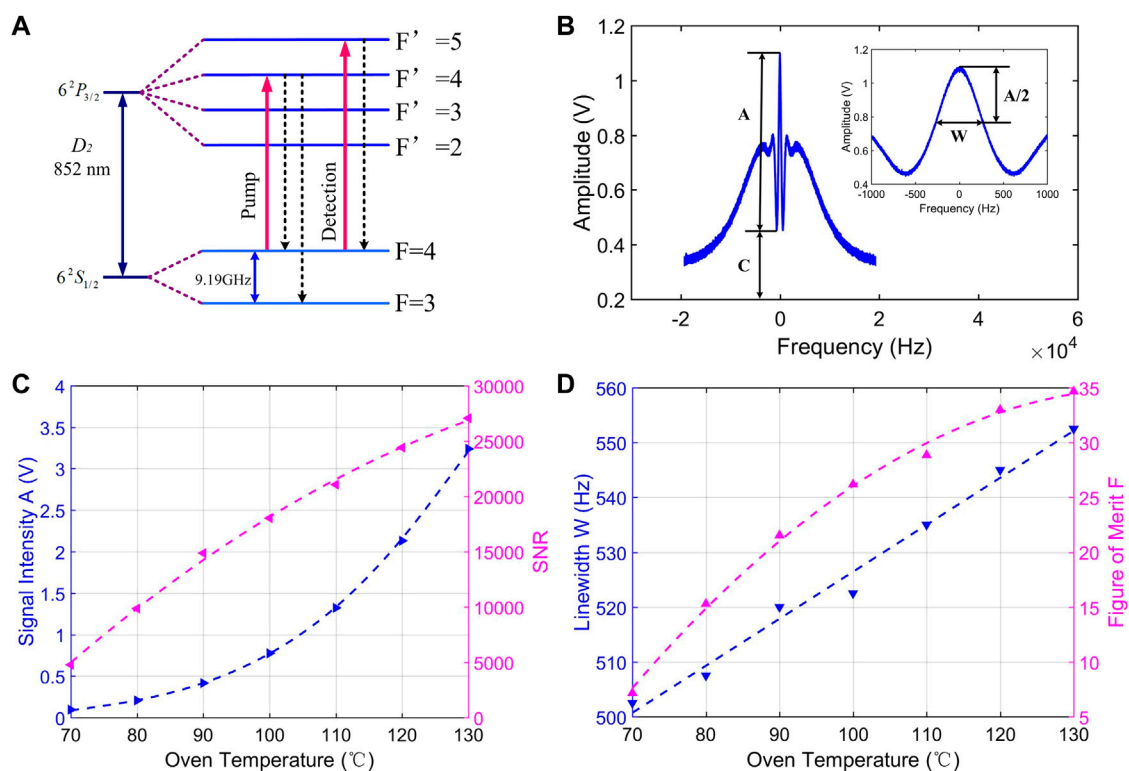 A
F’ =5
F’ =4
6²P₃/₂
F’ =3
D₂
F’ =2
852 nm
Pump
Detection
F=4
6²S₁/₂
9.19GHz
F=3
B
1.2
1
0.8
0.6
0.4
0.2
Amplitude (V)
-2
0
2
4
6
Frequency (Hz)
×10⁴
A
C
1
0.8
0.6
0.4
Amplitude (V)
A/2
W
-1000
-500
0
500
1000
Frequency (Hz)
C
4
3.5
3
2.5
2
1.5
1
0.5
0
Signal Intensity A (V)
30000
25000
20000
15000
10000
5000
0
SNR
70
80
90
100
110
120
130
Oven Temperature (℃)
D
560
550
540
530
520
510
500
Linewidth W (Hz)
35
30
25
20
15
10
5
Figure of Merit F
70
80
90
100
110
120
130
Oven Temperature (℃)